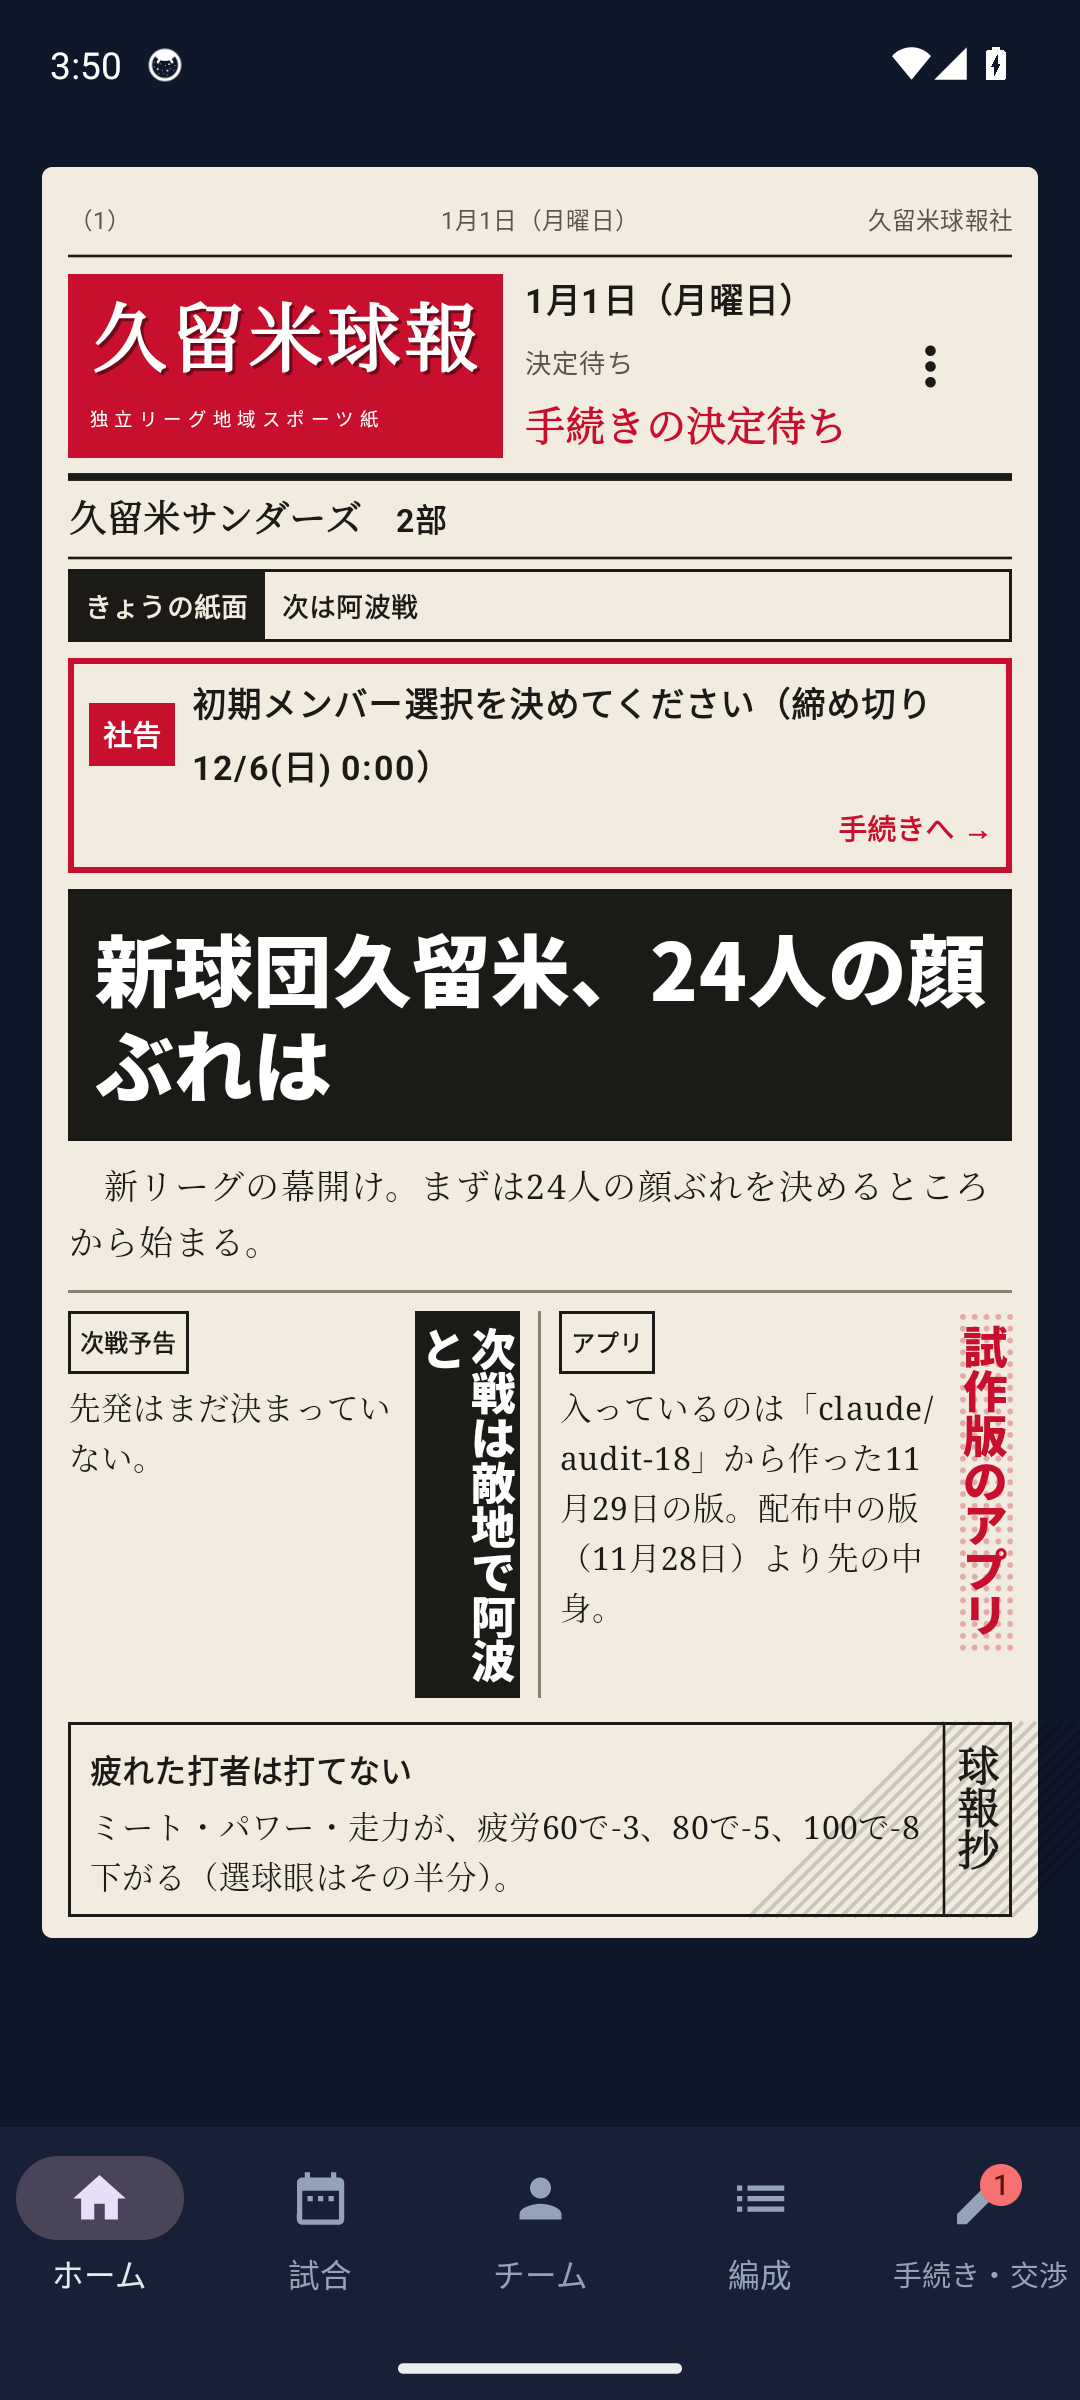 3:50
（1）
1月1日（月曜日）
久留米球報社
久留米球報
独立リーグ地域スポーツ紙
1月1日（月曜日）
決定待ち
手続きの決定待ち
久留米サンダーズ 2部
きょうの紙面 次は阿波戦
社告
初期メンバー選択を決めてください（締め切り
12/6(日) 0:00）
手続きへ →
新球団久留米、24人の顔
ぶれは
新リーグの幕開け。まずは24人の顔ぶれを決めるところ
から始まる。
次戦予告
次戦は敵地で阿波
と
先発はまだ決まってい
ない。
アプリ
試作版のアプリ
入っているのは「claude/
audit-18」から作った11
月29日の版。配布中の版
（11月28日）より先の中
身。
球報抄
疲れた打者は打てない
ミート・パワー・走力が、疲労60で-3、80で-5、100で-8
下がる（選球眼はその半分）。
ホーム
試合
チーム
編成
1
手続き・交渉